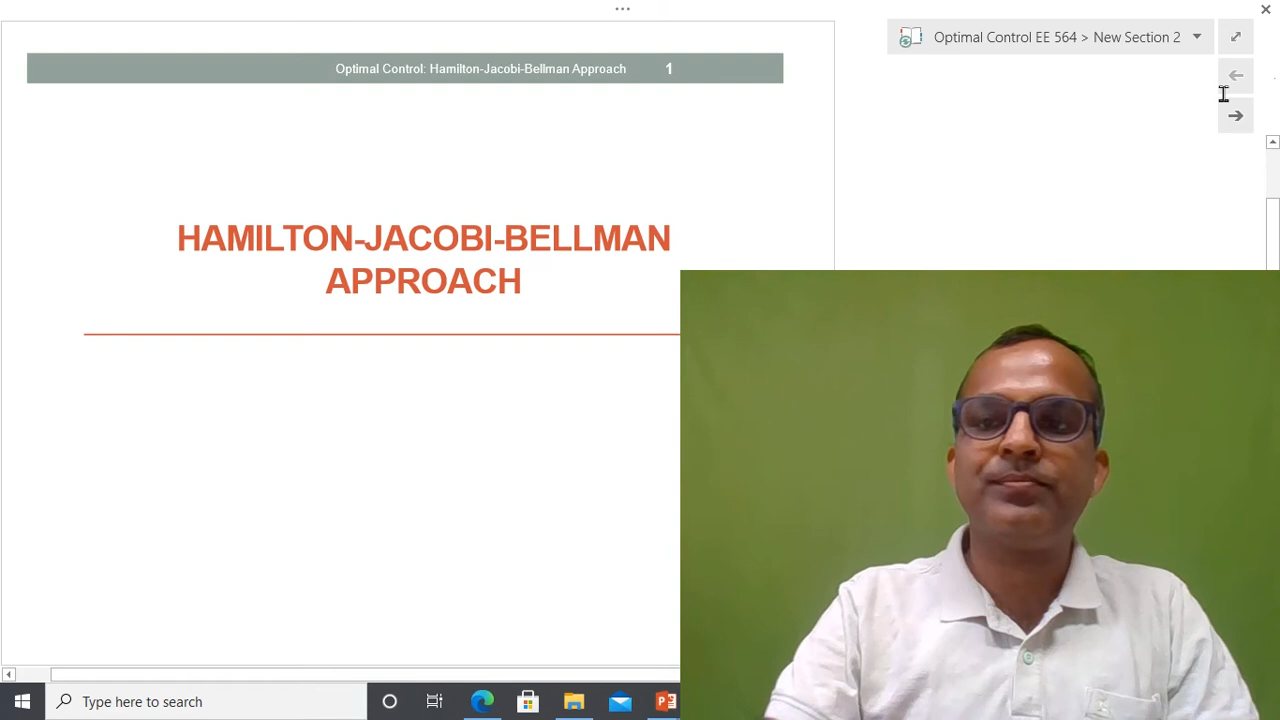 Optimal Control EE 564 > New Section 2
Optimal Control: Hamilton-Jacobi-Bellman Approach 1
HAMILTON-JACOBI-BELLMAN
APPROACH
Type here to search